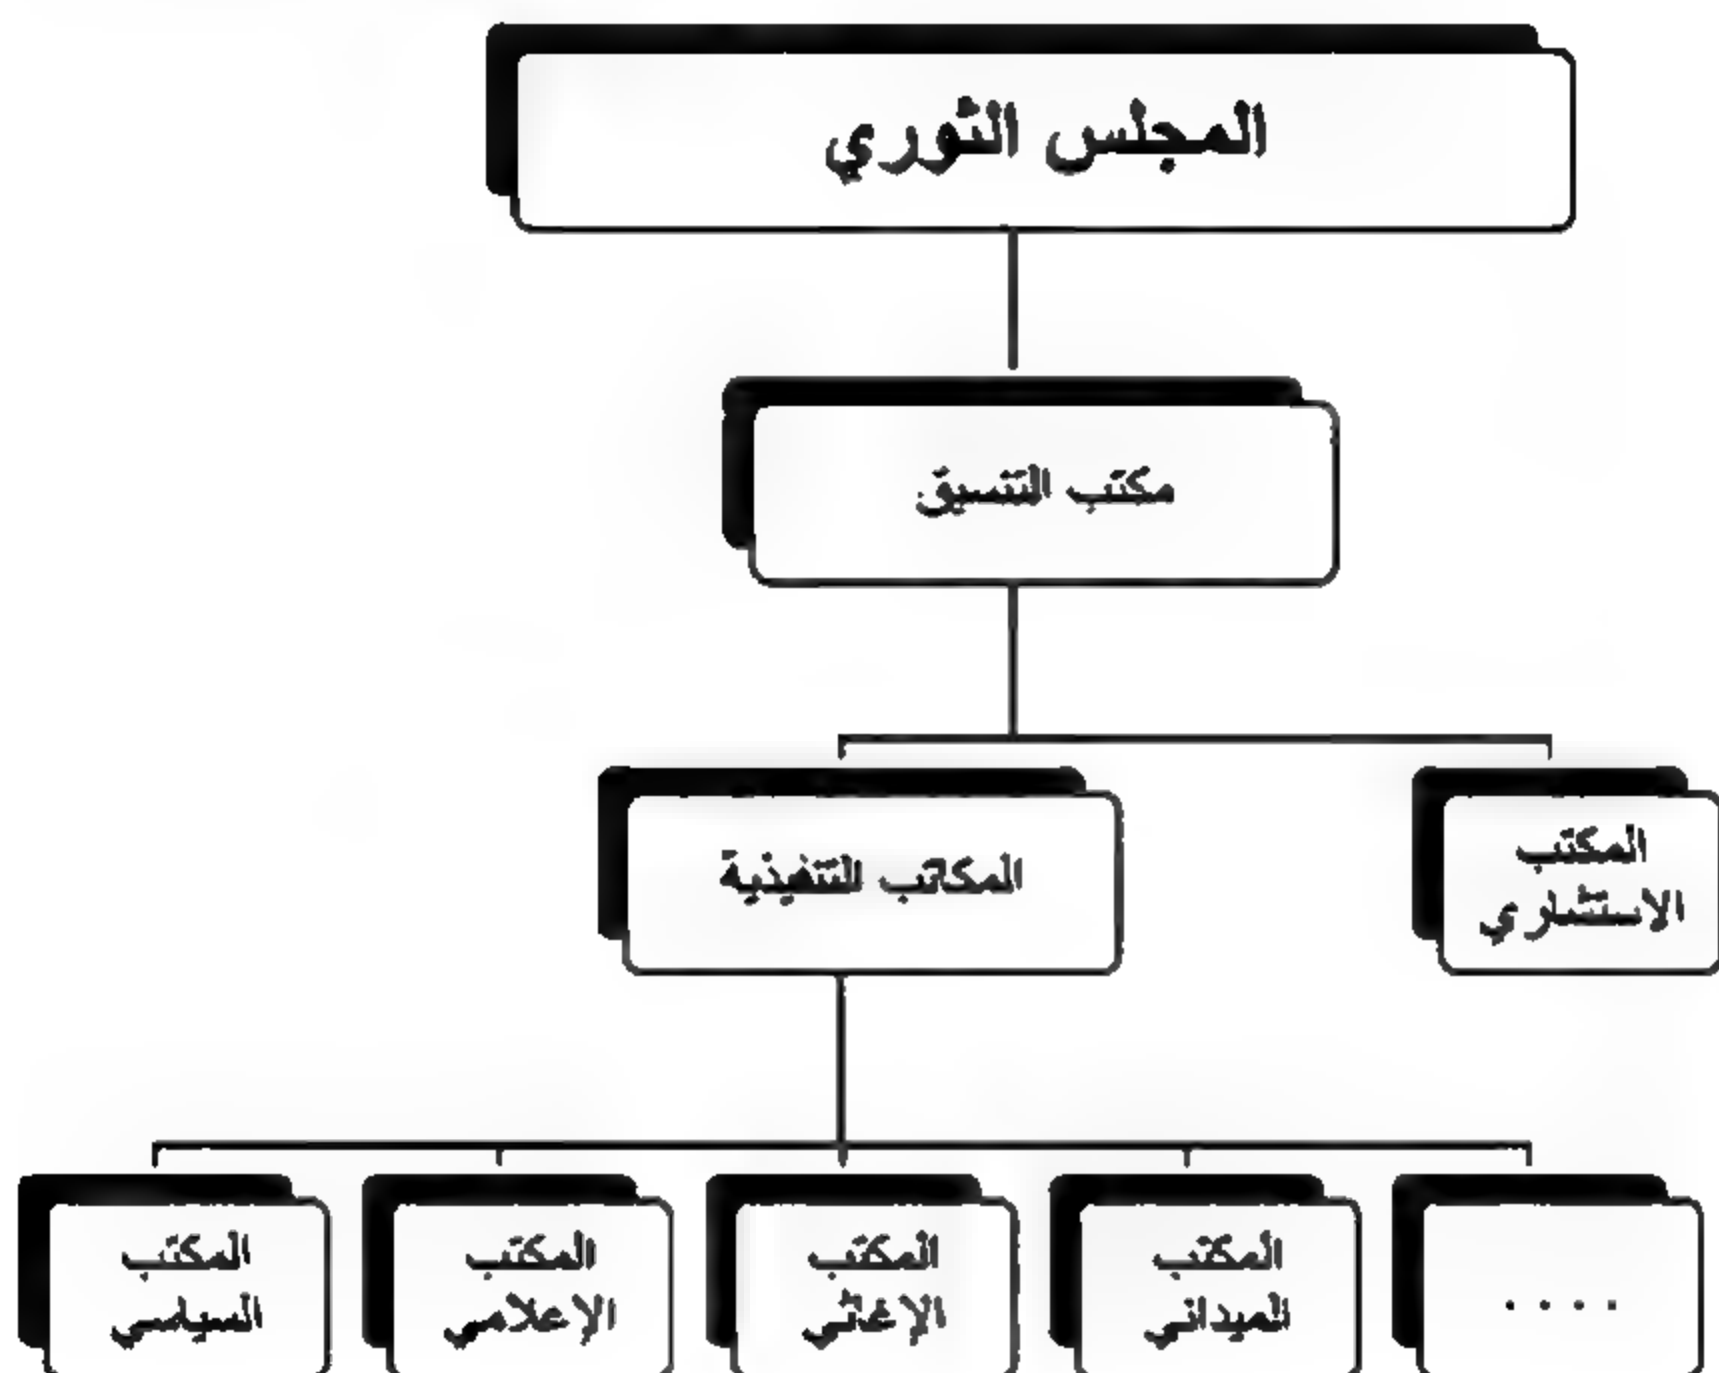 المجلس الثوري
مكتب التنسيق
المكتب
الاستشاري
المكاتب التنفيذية
. . . .
المكتب
الميداني
المكتب
الإغاثي
المكتب
الإعلامي
المكتب
السياسي